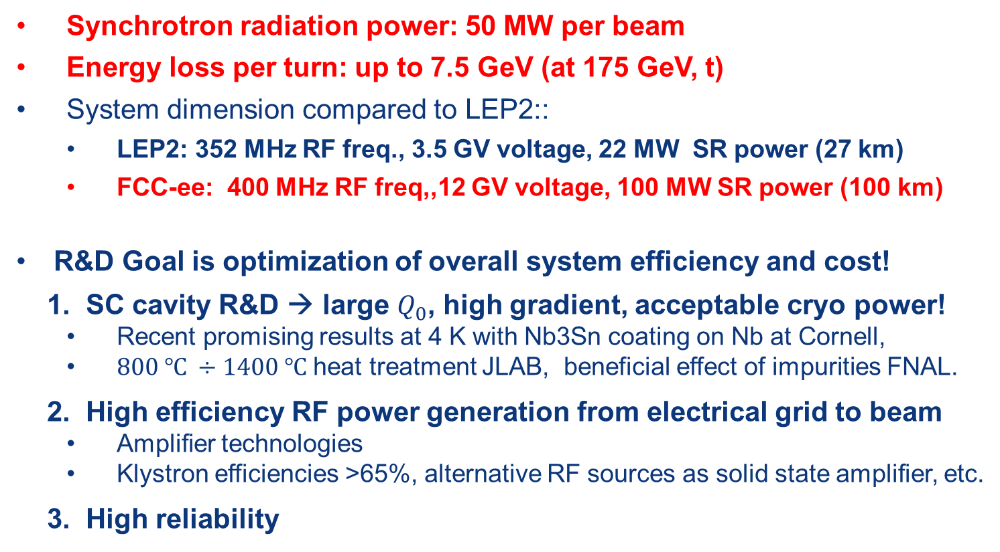 • Synchrotron radiation power: 50 MW per beam
• Energy loss per turn: up to 7.5 GeV (at 175 GeV, t)
• System dimension compared to LEP2::
• LEP2: 352 MHz RF freq., 3.5 GV voltage, 22 MW SR power (27 km)
• FCC-ee: 400 MHz RF freq,,12 GV voltage, 100 MW SR power (100 km)
• R&D Goal is optimization of overall system efficiency and cost!
1. SC cavity R&D → large Q₀, high gradient, acceptable cryo power!
• Recent promising results at 4 K with Nb3Sn coating on Nb at Cornell,
• 800 ℃ ÷ 1400 ℃ heat treatment JLAB, beneficial effect of impurities FNAL.
2. High efficiency RF power generation from electrical grid to beam
• Amplifier technologies
• Klystron efficiencies >65%, alternative RF sources as solid state amplifier, etc.
3. High reliability